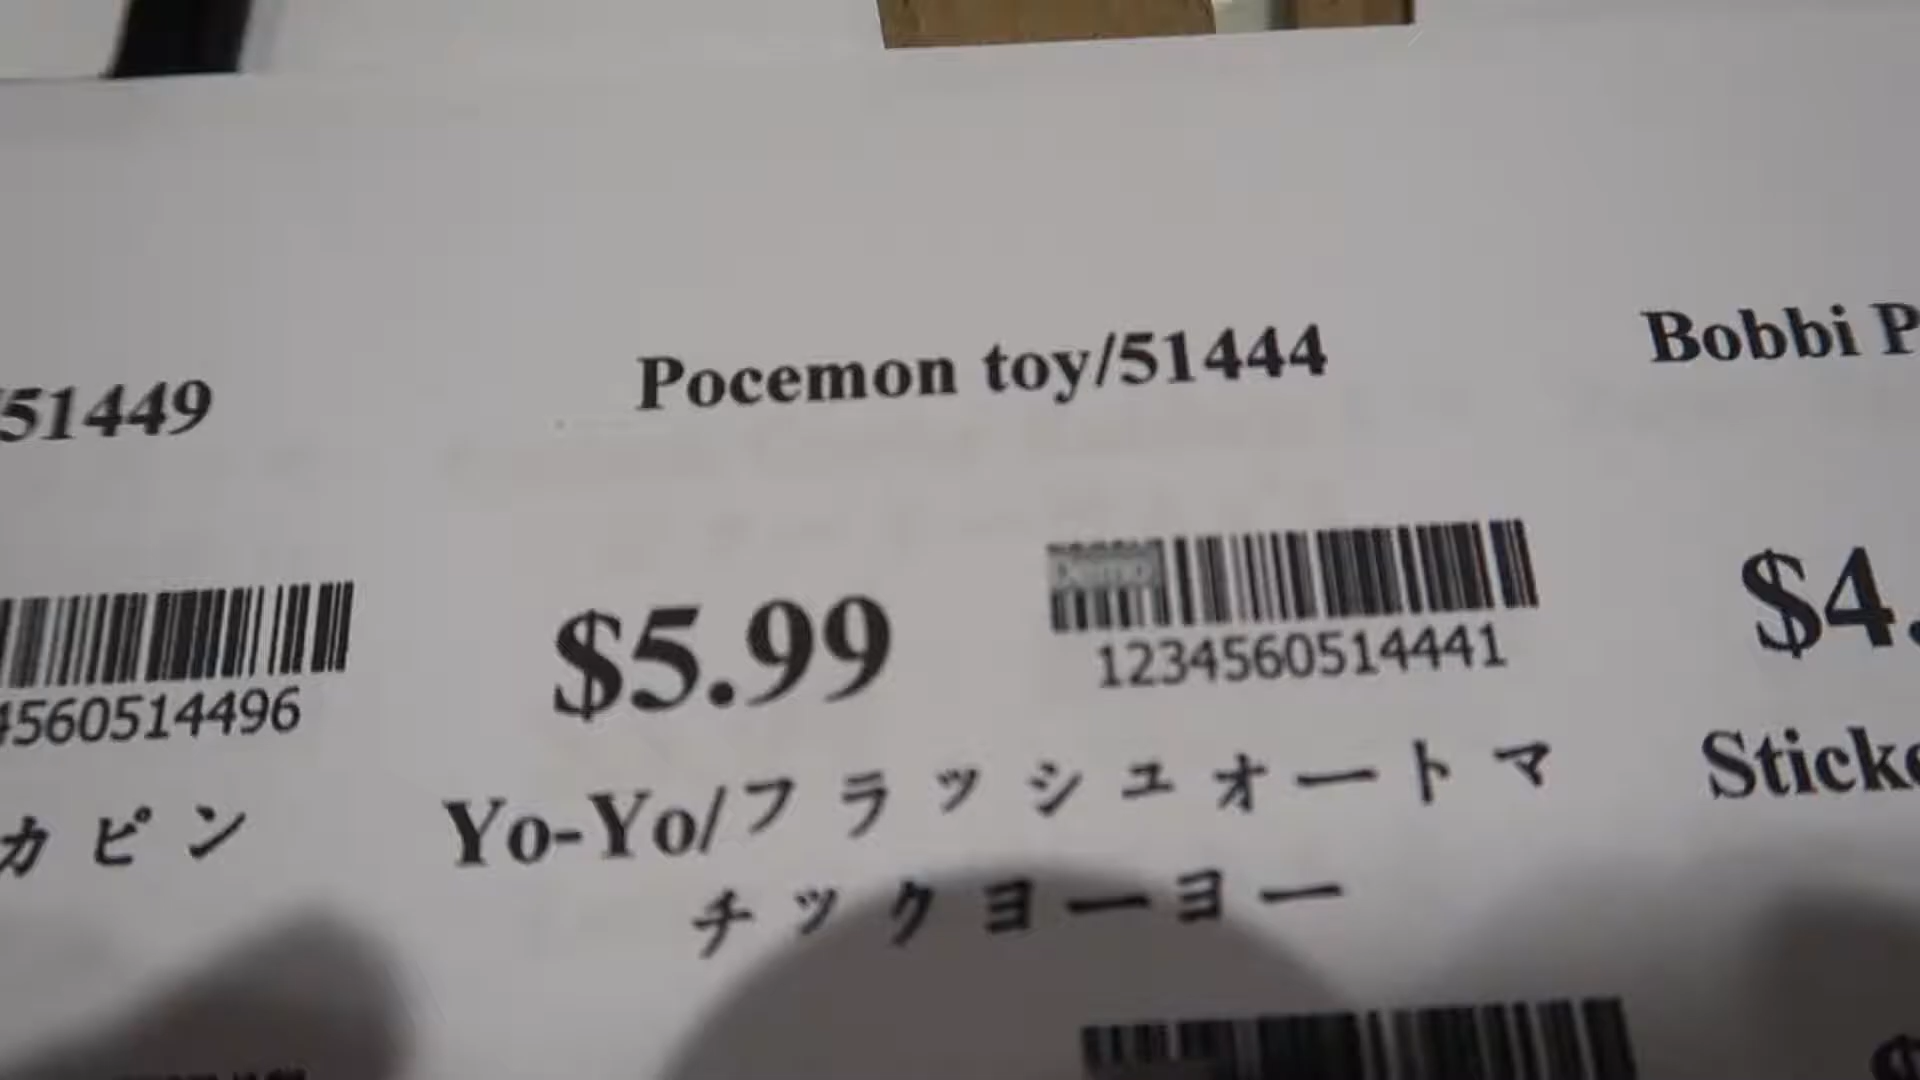 Pocemon toy/51444
Bobbi P
/51449
$5.99
Demo
1234560514441
$4.
4560514496
Yo-Yo/フラッシュオートマ
チックヨーヨー
Sticke
カピン
$